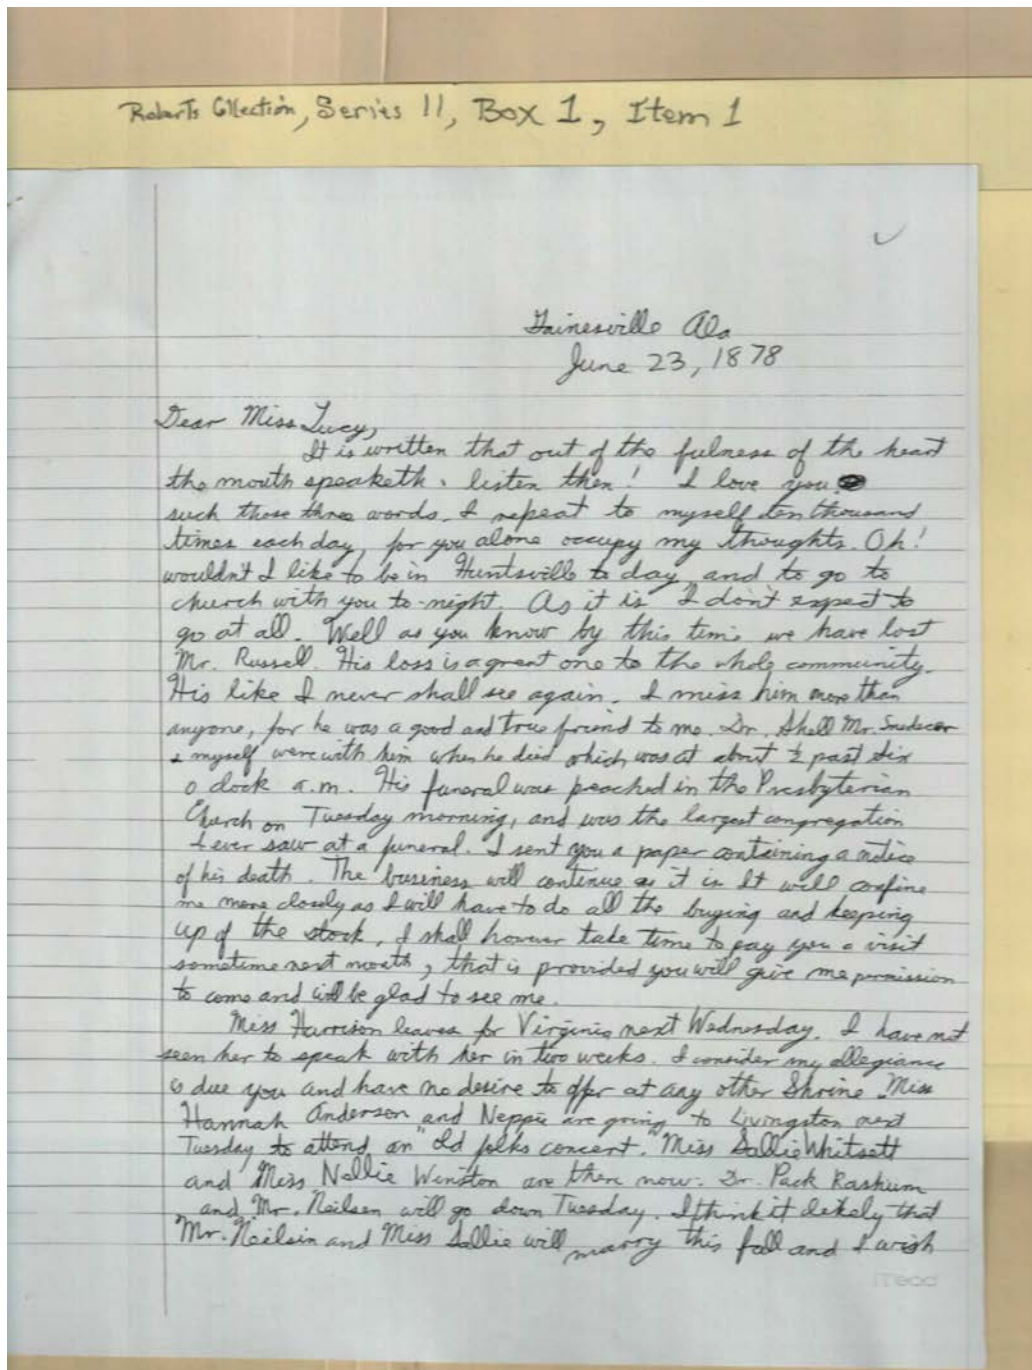 Roberts Collection, Series II, Box 1, Item 1
Gainesville Ala
June 23, 1878
Dear Miss Lucy,
It is written that out of the fulness of the heart
the mouth speaketh. listen then! I love you
such those three words. I repeat to myself ten thousand
times each day, for you alone occupy my thoughts. Oh!
wouldn't I like to be in Huntsville to day and to go to
church with you to-night. As it is I don't expect to
go at all. Well as you know by this time we have lost
Mr. Russell. His loss is a great one to the whole community.
His like I never shall see again. I miss him more than
anyone, for he was a good and true friend to me. Dr. Shell Mr. Snedecor
& myself were with him when he died which was at about ½ past six
o clock a.m. His funeral was peached in the Presbyterian
Church on Tuesday morning, and was the largest congregation
I ever saw at a funeral. I sent you a paper containing a notice
of his death. The business will continue as it is It will confine
me more closely as I will have to do all the buying and keeping
up of the stock, I shall however take time to pay you a visit
sometime next month, that is provided you will give me permission
to come and will be glad to see me.
Miss Harrison leaves for Virginia next Wednesday. I have not
seen her to speak with her in two weeks. I consider my allegiance
is due you and have no desire to offer at any other Shrine. Miss
Hannah Anderson and Neppie are going to Livingston next
Tuesday to attend an "old folks concert." Miss Sallie Whitsett
and Miss Nellie Winston are there now. Dr. Pack
and Mr. Neilsen will go down Tuesday. I think it likely that
Mr. Neilsin and Miss Sallie will marry this fall and I wish